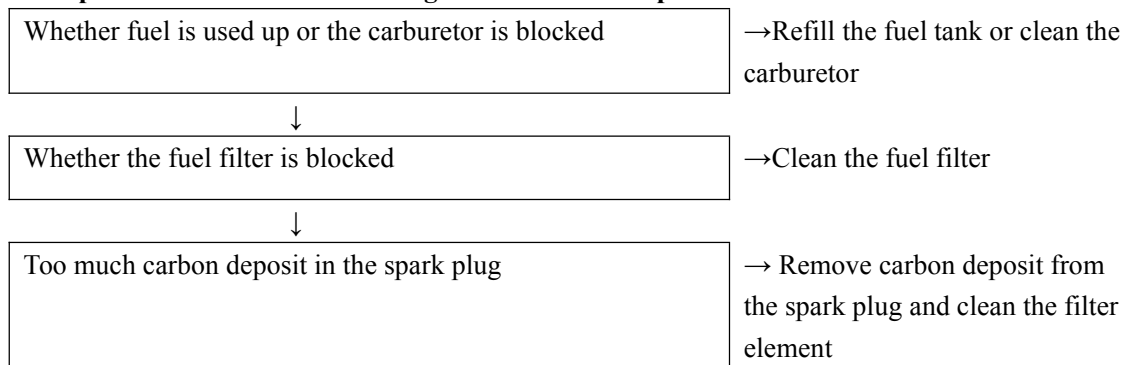 Whether fuel is used up or the carburetor is blocked
→Refill the fuel tank or clean the
carburetor
↓
Whether the fuel filter is blocked
→Clean the fuel filter
↓
Too much carbon deposit in the spark plug
→ Remove carbon deposit from
the spark plug and clean the filter
element